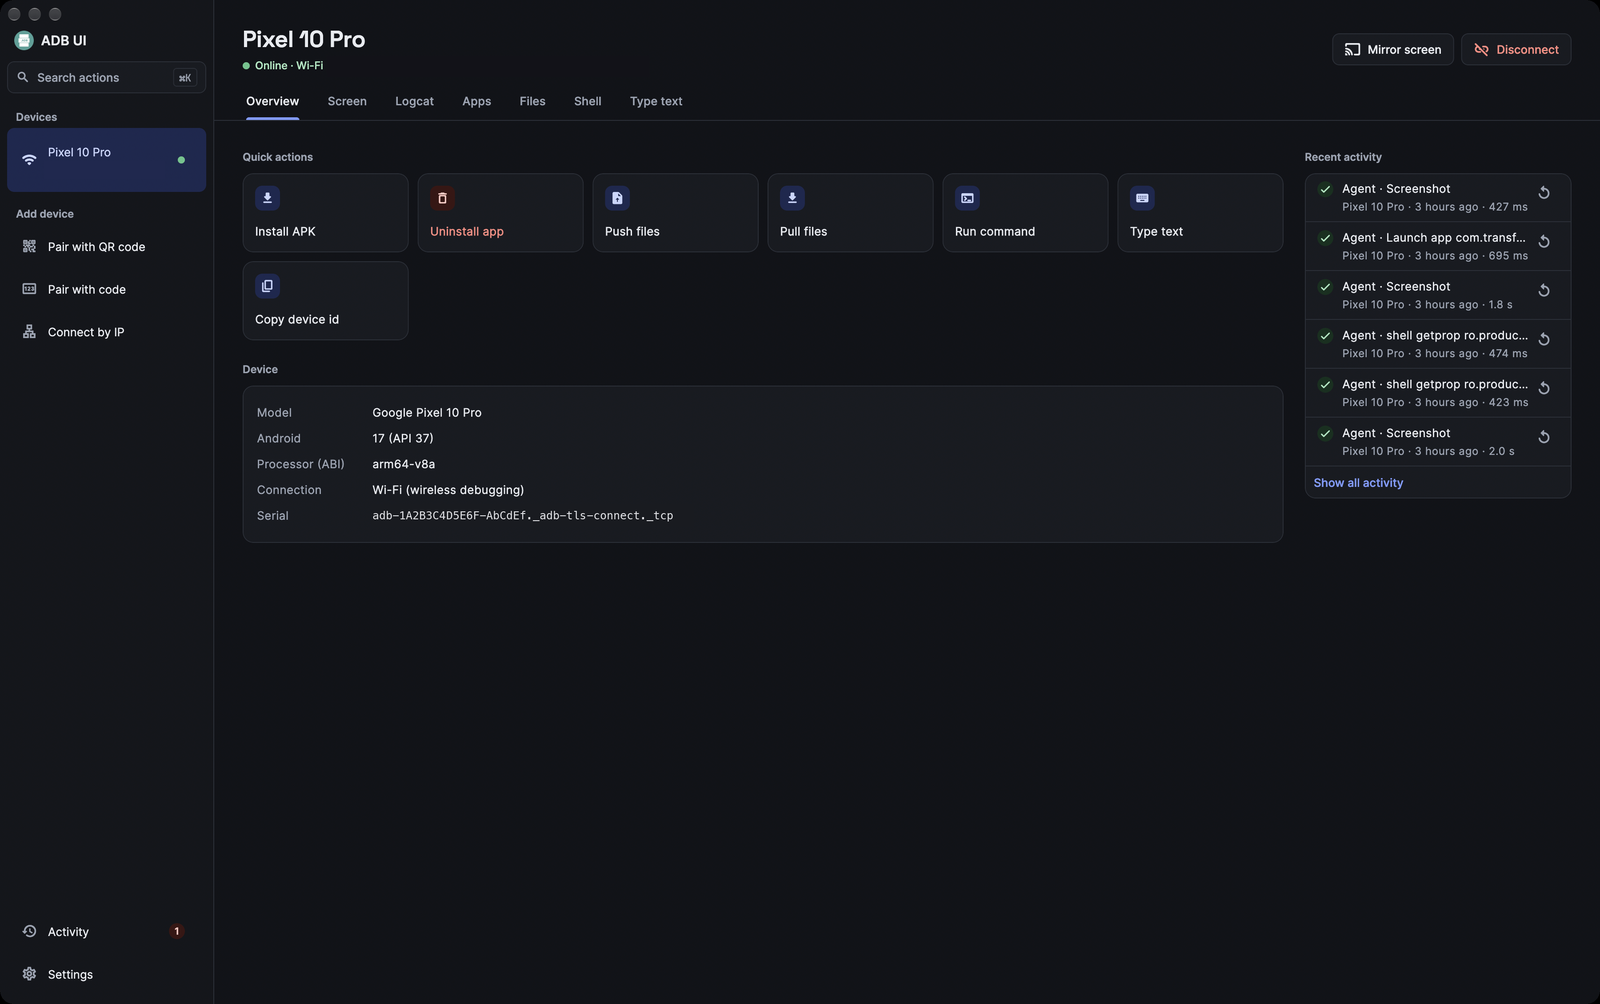 ADB UI
Search actions
⌘K
Devices
Pixel 10 Pro
Add device
Pair with QR code
Pair with code
Connect by IP
Activity
1
Settings
Pixel 10 Pro
Online · Wi-Fi
Mirror screen
Disconnect
Overview
Screen
Logcat
Apps
Files
Shell
Type text
Quick actions
Install APK
Uninstall app
Push files
Pull files
Run command
Type text
Copy device id
Device
Model Google Pixel 10 Pro
Android 17 (API 37)
Processor (ABI) arm64-v8a
Connection Wi-Fi (wireless debugging)
Serial adb-1A2B3C4D5E6F-AbCdEf._adb-tls-connect._tcp
Recent activity
Agent · Screenshot
Pixel 10 Pro · 3 hours ago · 427 ms
Agent · Launch app com.transf...
Pixel 10 Pro · 3 hours ago · 695 ms
Agent · Screenshot
Pixel 10 Pro · 3 hours ago · 1.8 s
Agent · shell getprop ro.produc...
Pixel 10 Pro · 3 hours ago · 474 ms
Agent · shell getprop ro.produc...
Pixel 10 Pro · 3 hours ago · 423 ms
Agent · Screenshot
Pixel 10 Pro · 3 hours ago · 2.0 s
Show all activity